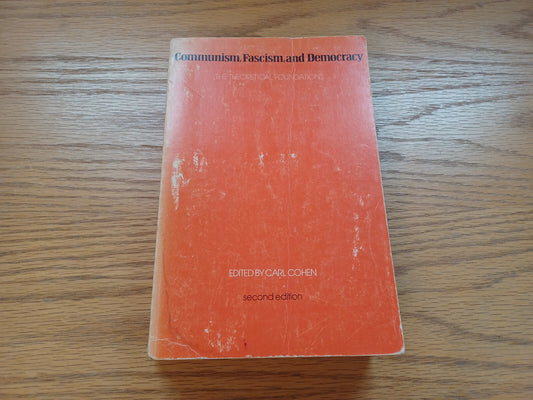 Communism, Fascism, and Democracy
THE THEORETICAL FOUNDATIONS
EDITED BY CARL COHEN
second edition